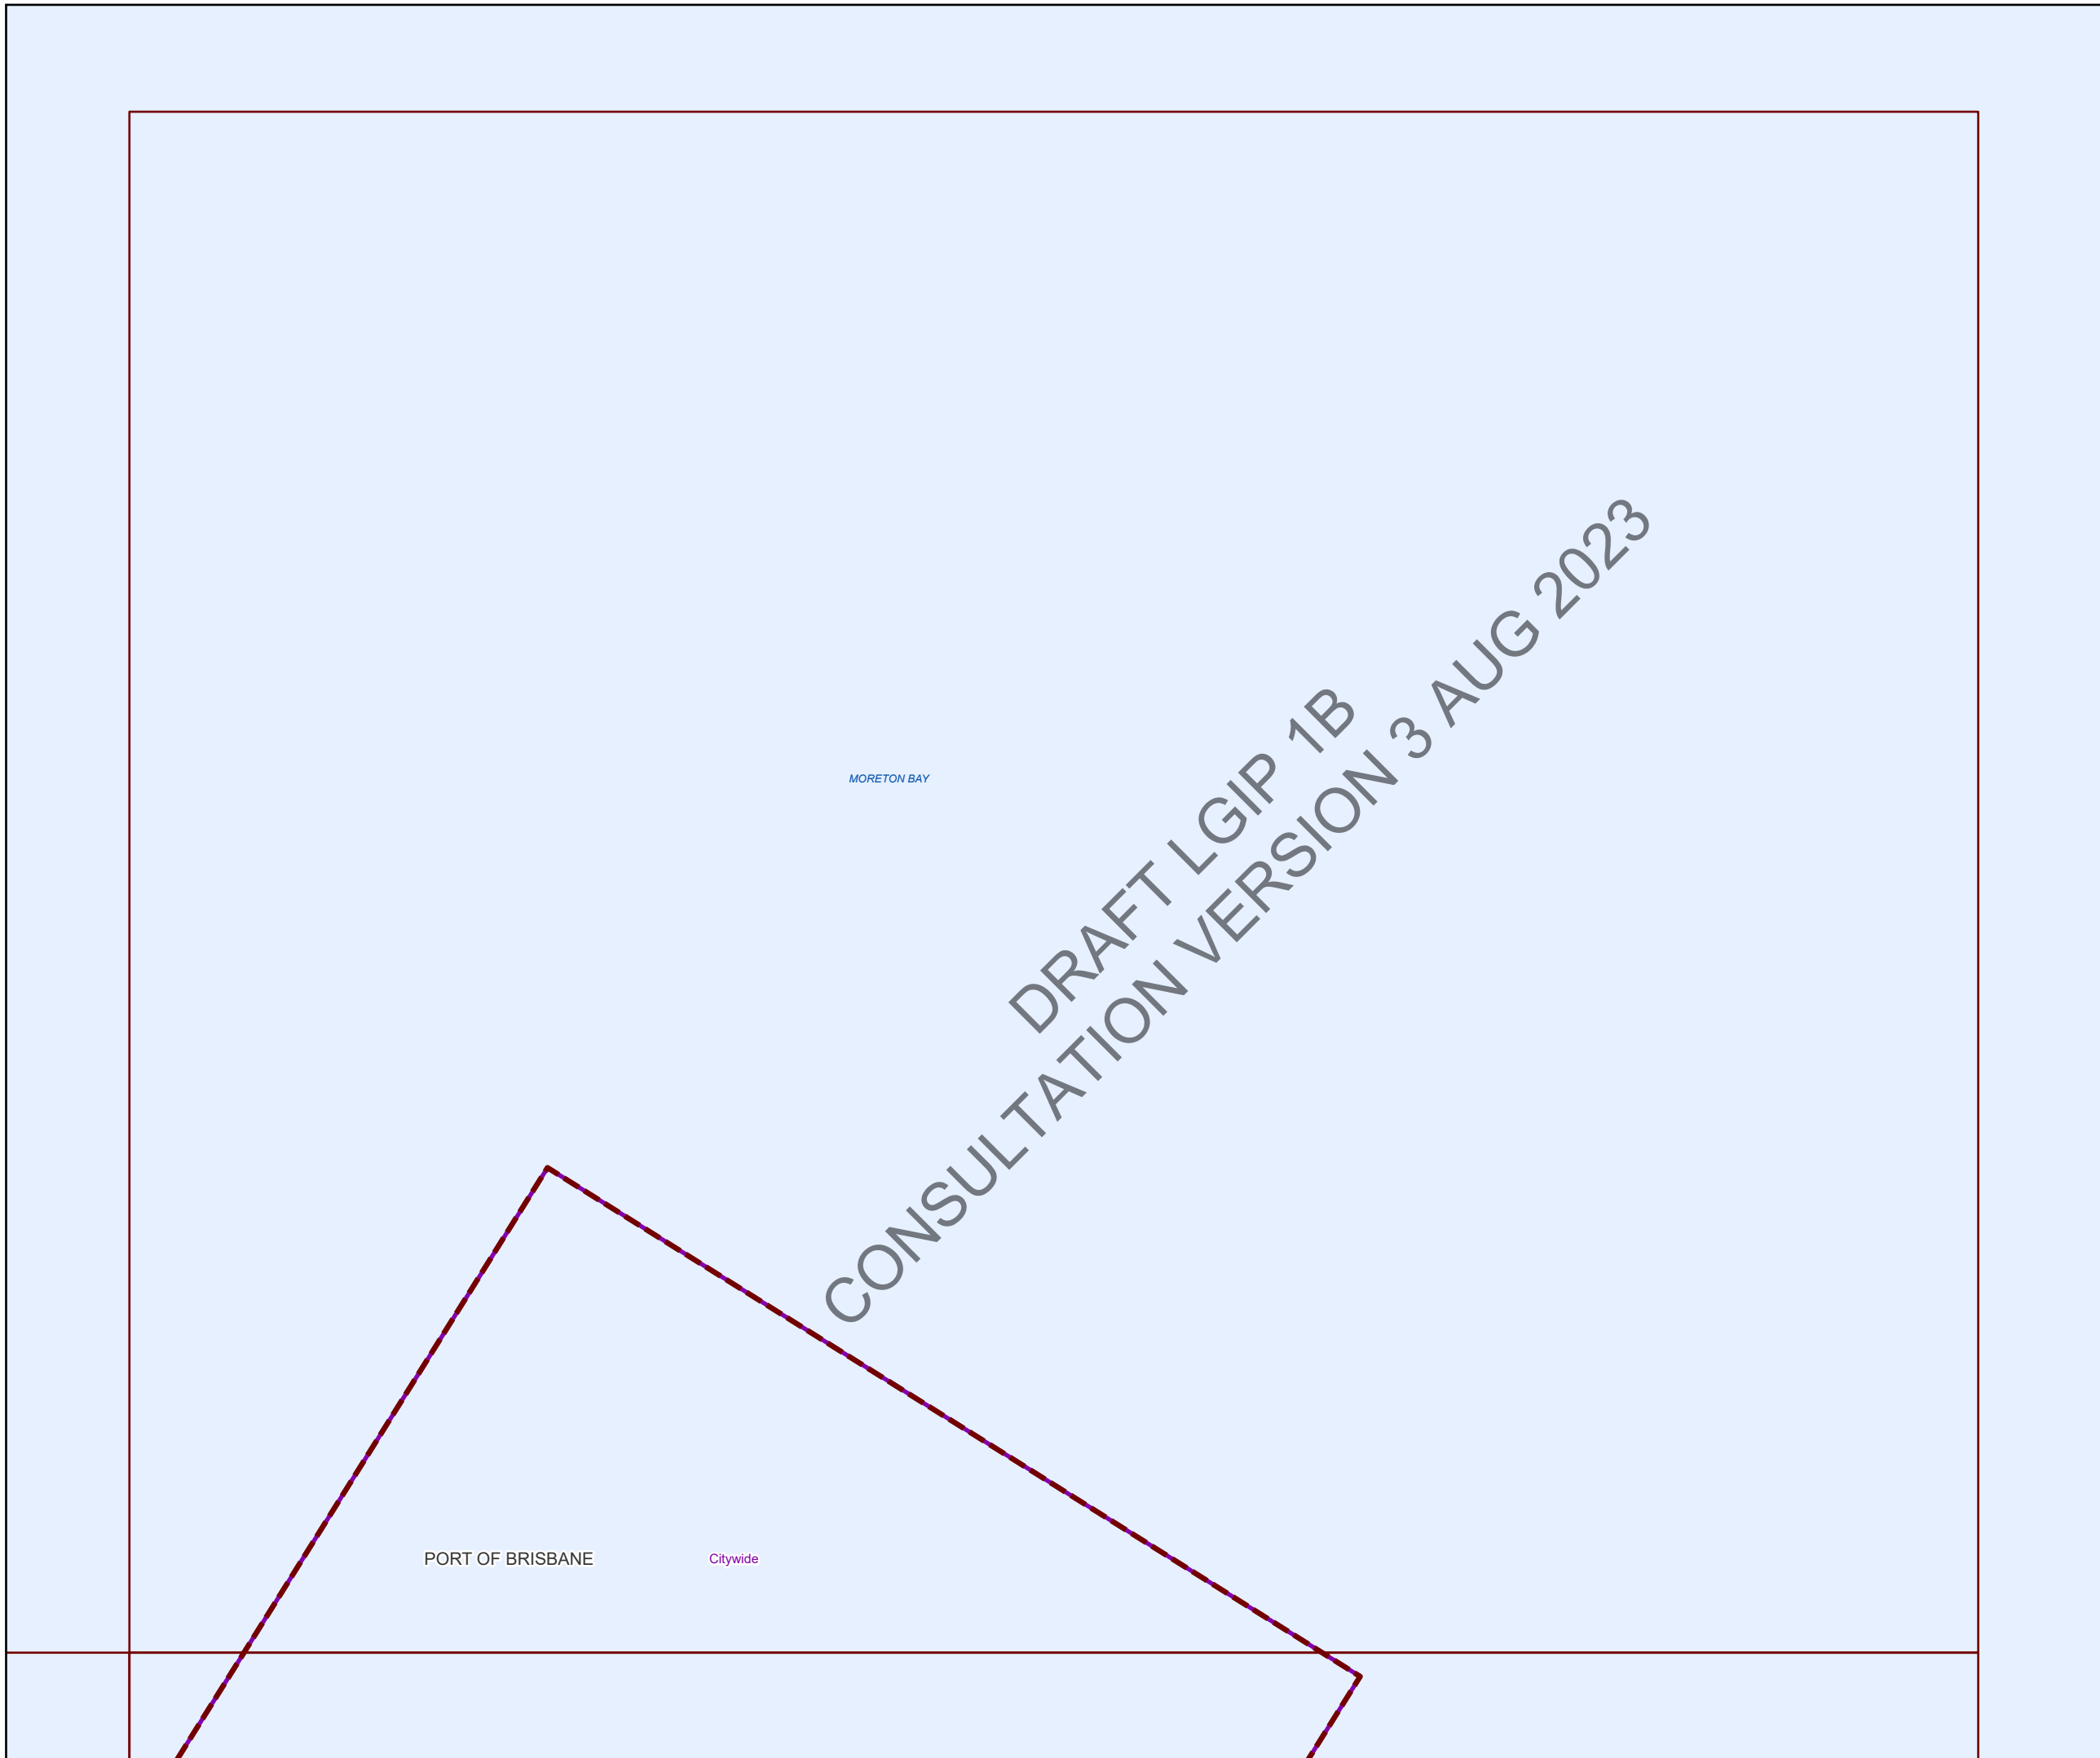 DRAFT LGIP 1B
CONSULTATION VERSION 3 AUG 2023
MORETON BAY
PORT OF BRISBANE
Citywide